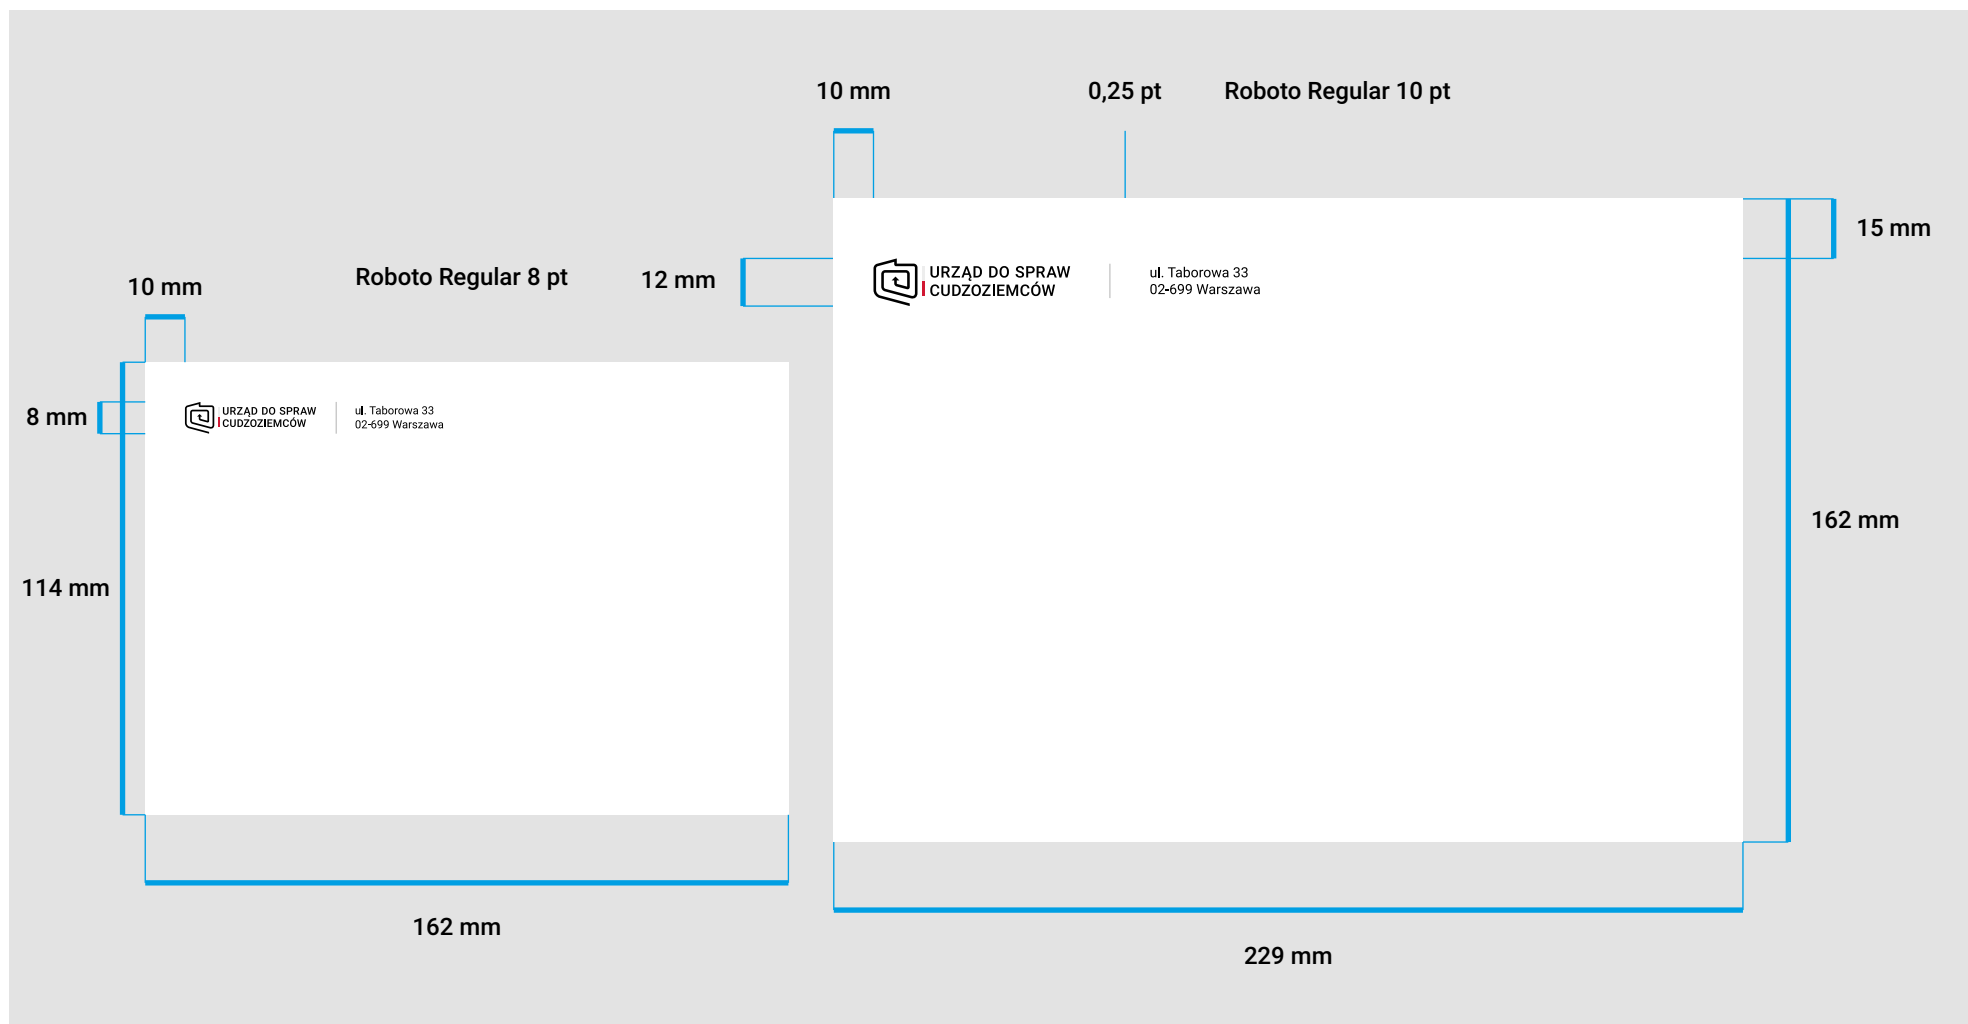 10 mm
0,25 pt
Roboto Regular 10 pt
15 mm
12 mm
URZĄD DO SPRAW
CUDZOZIEMCÓW
ul. Taborowa 33
02-699 Warszawa
162 mm
229 mm
10 mm
Roboto Regular 8 pt
8 mm
URZĄD DO SPRAW
CUDZOZIEMCÓW
ul. Taborowa 33
02-699 Warszawa
114 mm
162 mm